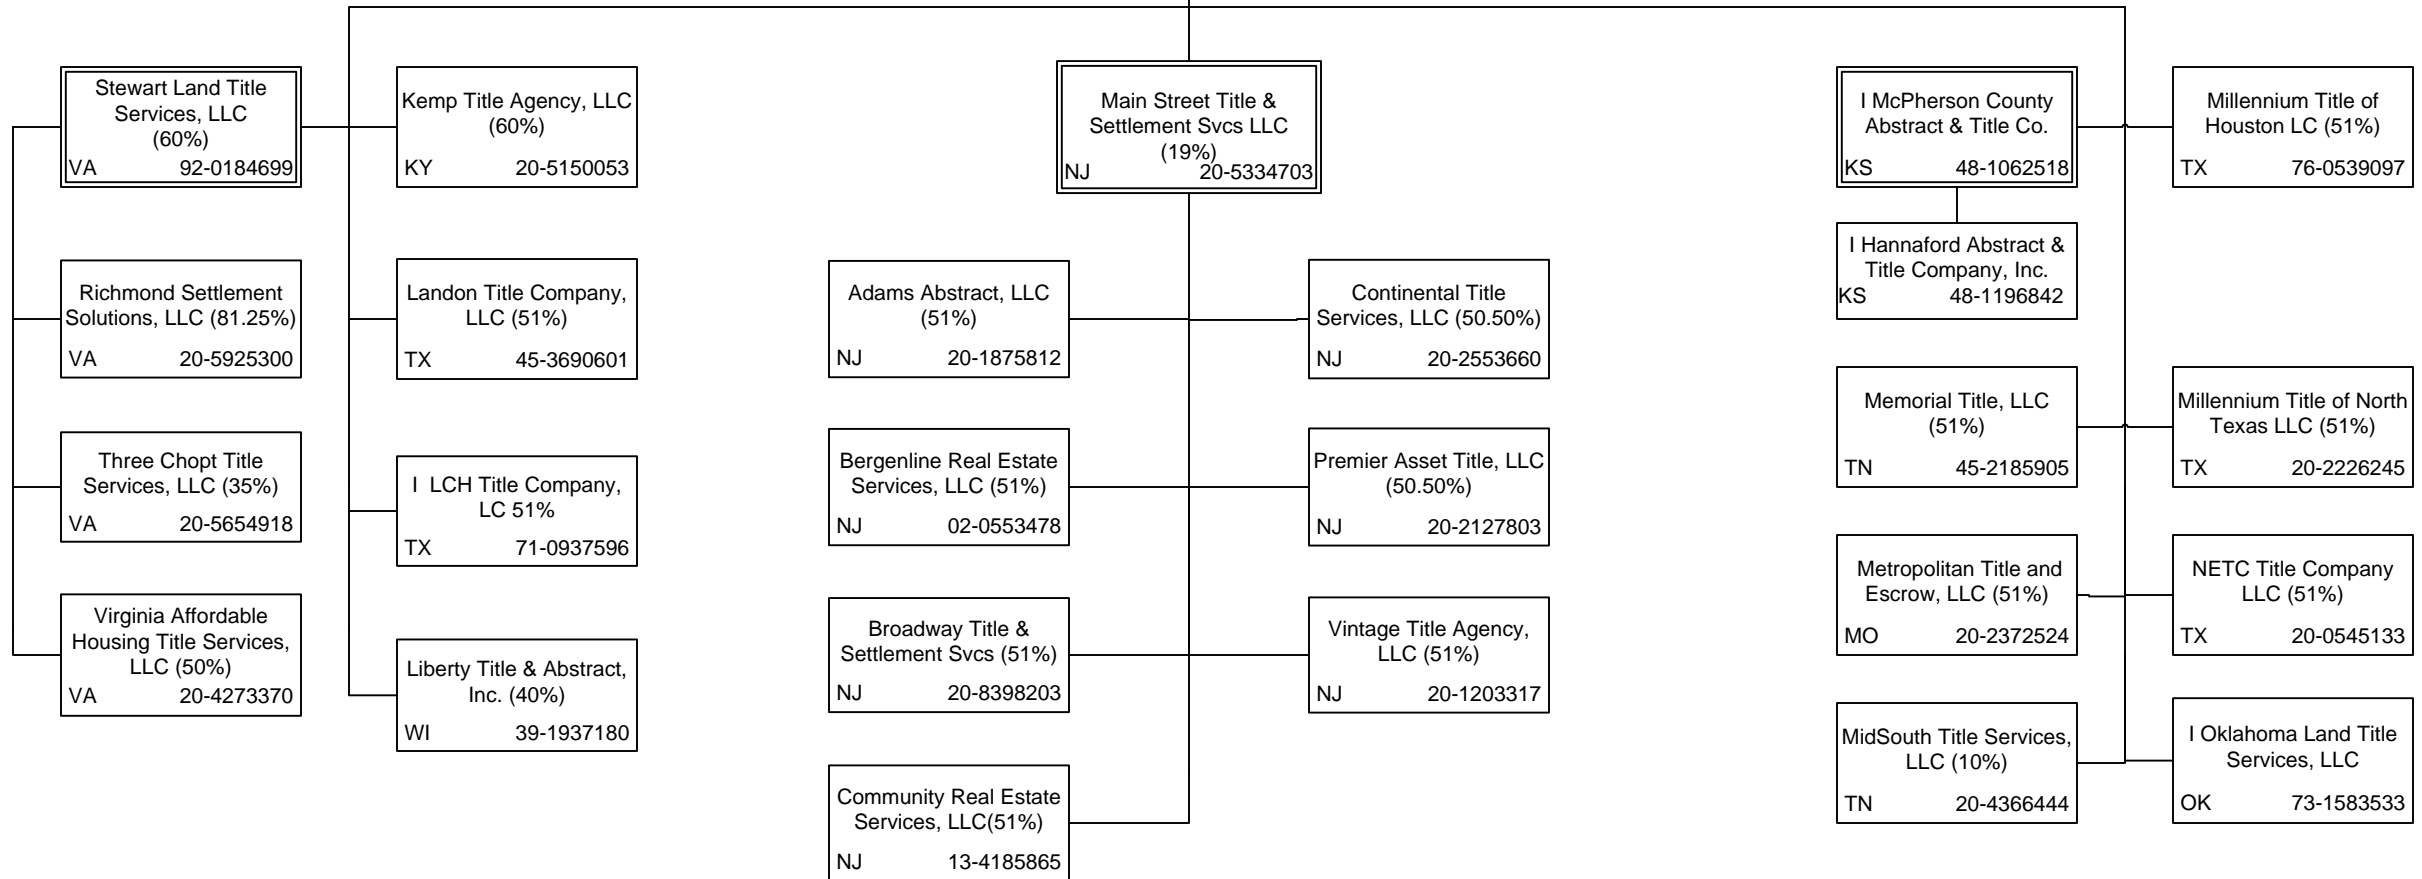 Stewart Land Title
Services, LLC
(60%)
VA 92-0184699
Richmond Settlement
Solutions, LLC (81.25%)
VA 20-5925300
Three Chopt Title
Services, LLC (35%)
VA 20-5654918
Virginia Affordable
Housing Title Services,
LLC (50%)
VA 20-4273370
Kemp Title Agency, LLC
(60%)
KY 20-5150053
Landon Title Company,
LLC (51%)
TX 45-3690601
I LCH Title Company,
LC 51%
TX 71-0937596
Liberty Title & Abstract,
Inc. (40%)
WI 39-1937180
Main Street Title &
Settlement Svcs LLC
(19%)
NJ 20-5334703
Adams Abstract, LLC
(51%)
NJ 20-1875812
Bergenline Real Estate
Services, LLC (51%)
NJ 02-0553478
Broadway Title &
Settlement Svcs (51%)
NJ 20-8398203
Community Real Estate
Services, LLC(51%)
NJ 13-4185865
Continental Title
Services, LLC (50.50%)
NJ 20-2553660
Premier Asset Title, LLC
(50.50%)
NJ 20-2127803
Vintage Title Agency,
LLC (51%)
NJ 20-1203317
I McPherson County
Abstract & Title Co.
KS 48-1062518
I Hannaford Abstract &
Title Company, Inc.
KS 48-1196842
Memorial Title, LLC
(51%)
TN 45-2185905
Metropolitan Title and
Escrow, LLC (51%)
MO 20-2372524
MidSouth Title Services,
LLC (10%)
TN 20-4366444
Millennium Title of
Houston LC (51%)
TX 76-0539097
Millennium Title of North
Texas LLC (51%)
TX 20-2226245
NETC Title Company
LLC (51%)
TX 20-0545133
I Oklahoma Land Title
Services, LLC
OK 73-1583533